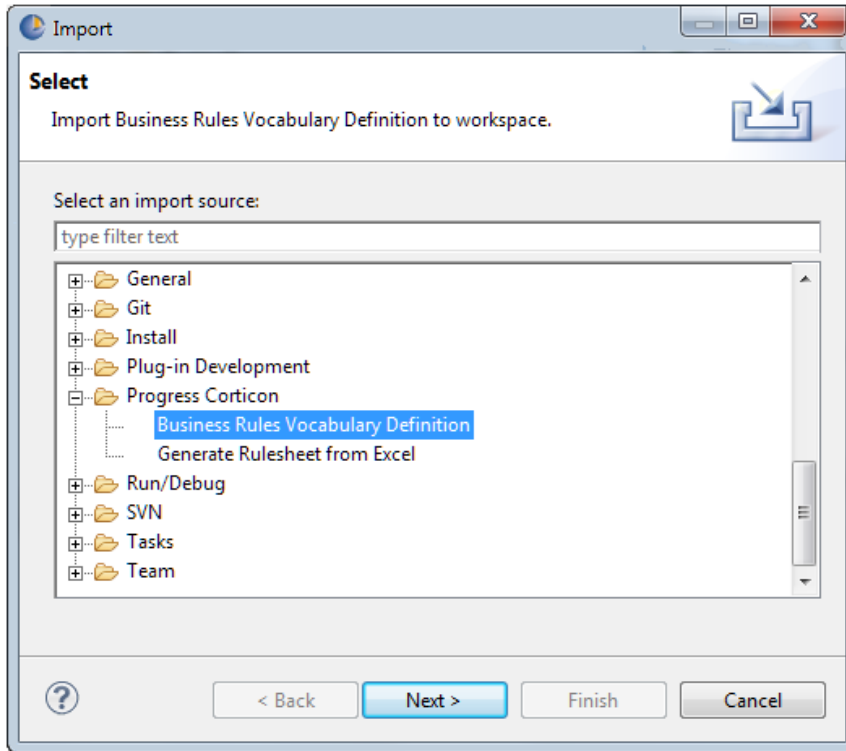 Import
Select
Import Business Rules Vocabulary Definition to workspace.
Select an import source:
type filter text
General
Git
Install
Plug-in Development
Progress Corticon
Business Rules Vocabulary Definition
Generate Rulesheet from Excel
Run/Debug
SVN
Tasks
Team
? < Back Next > Finish Cancel